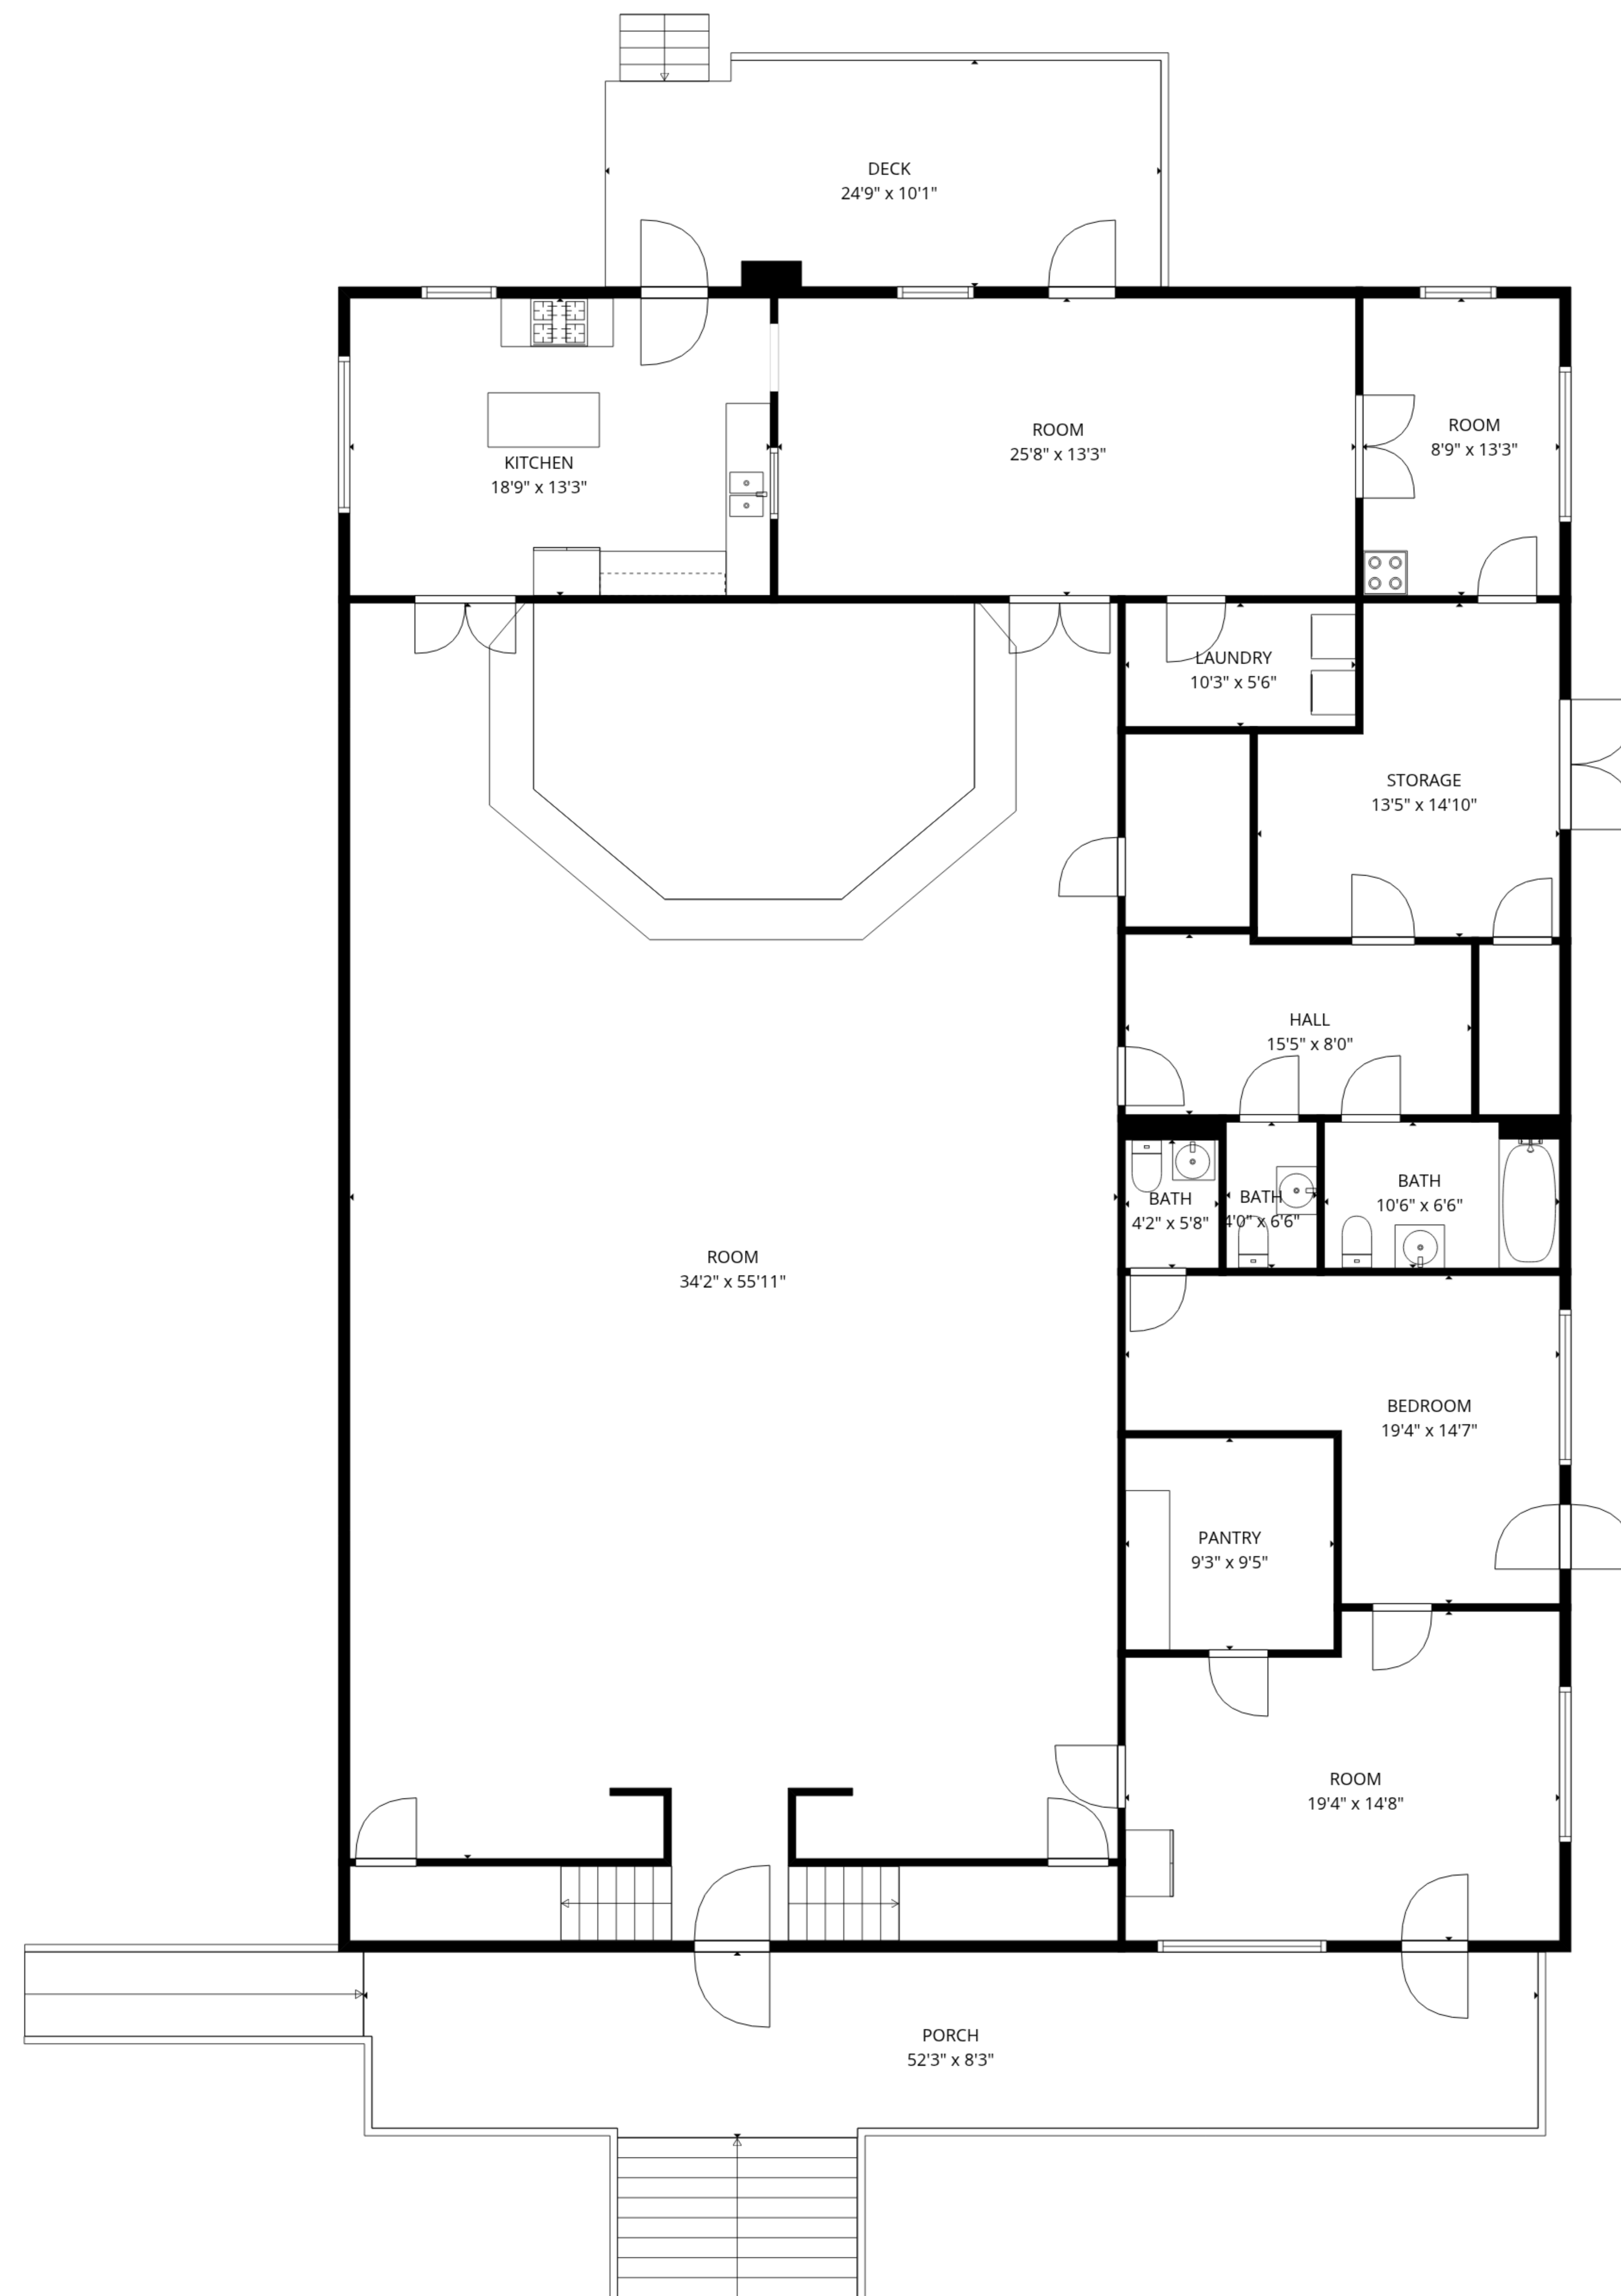 DECK
24'9" x 10'1"
ROOM
25'8" x 13'3"
ROOM
8'9" x 13'3"
KITCHEN
18'9" x 13'3"
LAUNDRY
10'3" x 5'6"
STORAGE
13'5" x 14'10"
HALL
15'5" x 8'0"
BATH
4'2" x 5'8"
BATH
4'0" x 6'6"
BATH
10'6" x 6'6"
ROOM
34'2" x 55'11"
BEDROOM
19'4" x 14'7"
PANTRY
9'3" x 9'5"
ROOM
19'4" x 14'8"
PORCH
52'3" x 8'3"